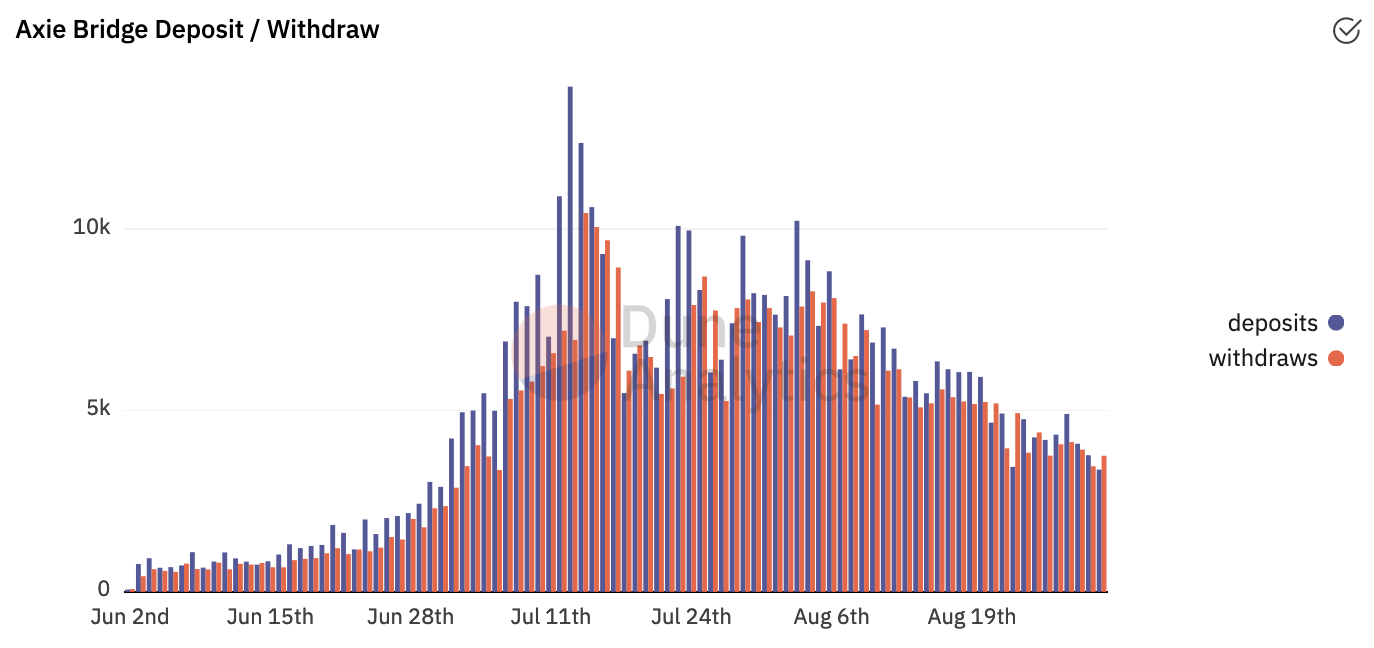 Axie Bridge Deposit / Withdraw
10k
5k
0
Jun 2nd Jun 15th Jun 28th Jul 11th Jul 24th Aug 6th Aug 19th
deposits
withdraws
Dune
Analytics